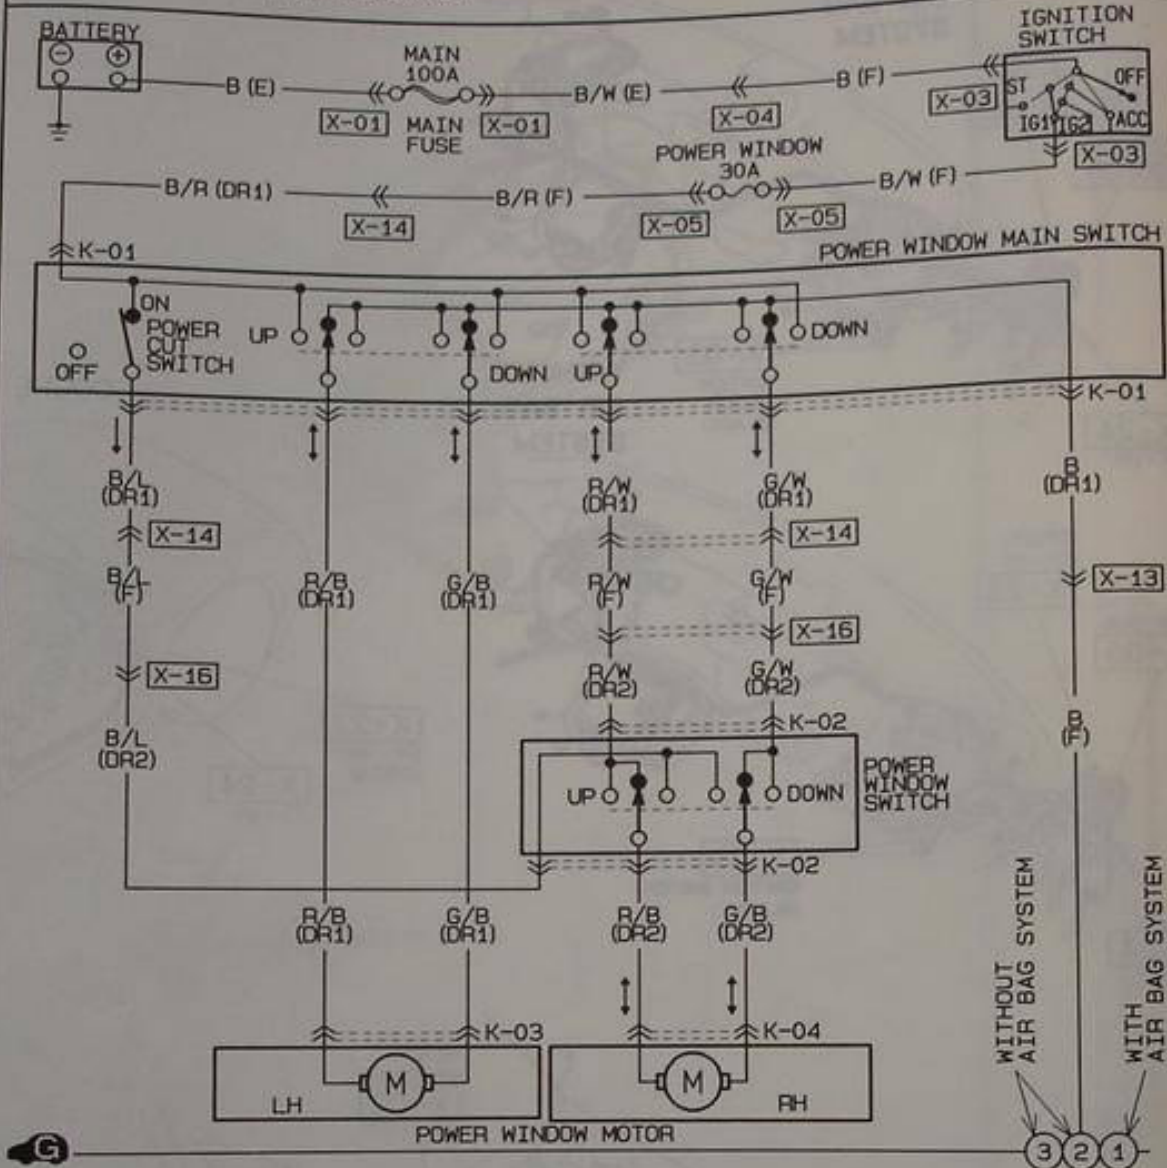 BATTERY
IGNITION
SWITCH
MAIN
100A
B (E)
B/W (E)
B (F)
X-01
MAIN
FUSE
X-01
X-04
X-03
ST
OFF
IG1
IG2
ACC
X-03
POWER WINDOW
30A
B/R (DR1)
B/R (F)
B/W (F)
X-14
X-05
X-05
K-01
POWER WINDOW MAIN SWITCH
ON
POWER
CUT
SWITCH
OFF
UP
DOWN
UP
DOWN
K-01
B/L
(DR1)
R/W
(DR1)
G/W
(DR1)
B
(DR1)
X-14
X-14
B/L
(F)
R/B
(DR1)
G/B
(DR1)
R/W
(F)
G/W
(F)
X-13
X-16
X-16
R/W
(DR2)
G/W
(DR2)
K-02
B/L
(DR2)
B
(F)
UP
DOWN
POWER
WINDOW
SWITCH
K-02
R/B
(DR1)
G/B
(DR1)
R/B
(DR2)
G/B
(DR2)
WITHOUT
AIR BAG SYSTEM
WITH
AIR BAG SYSTEM
K-03
K-04
M
LH
M
RH
POWER WINDOW MOTOR
G
3
2
1